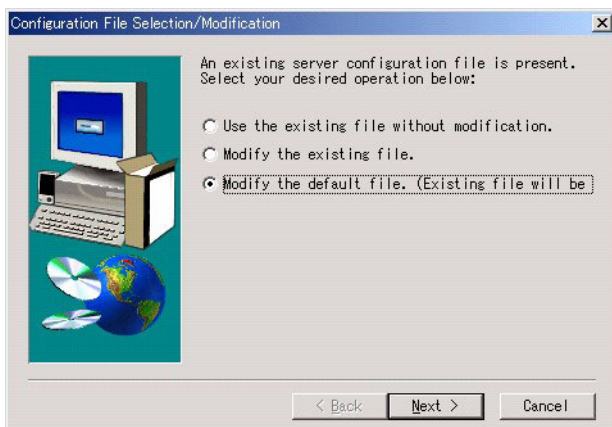 Configuration File Selection/Modification
An existing server configuration file is present.
Select your desired operation below:
Use the existing file without modification.
Modify the existing file.
Modify the default file. (Existing file will be
< Back
Next >
Cancel